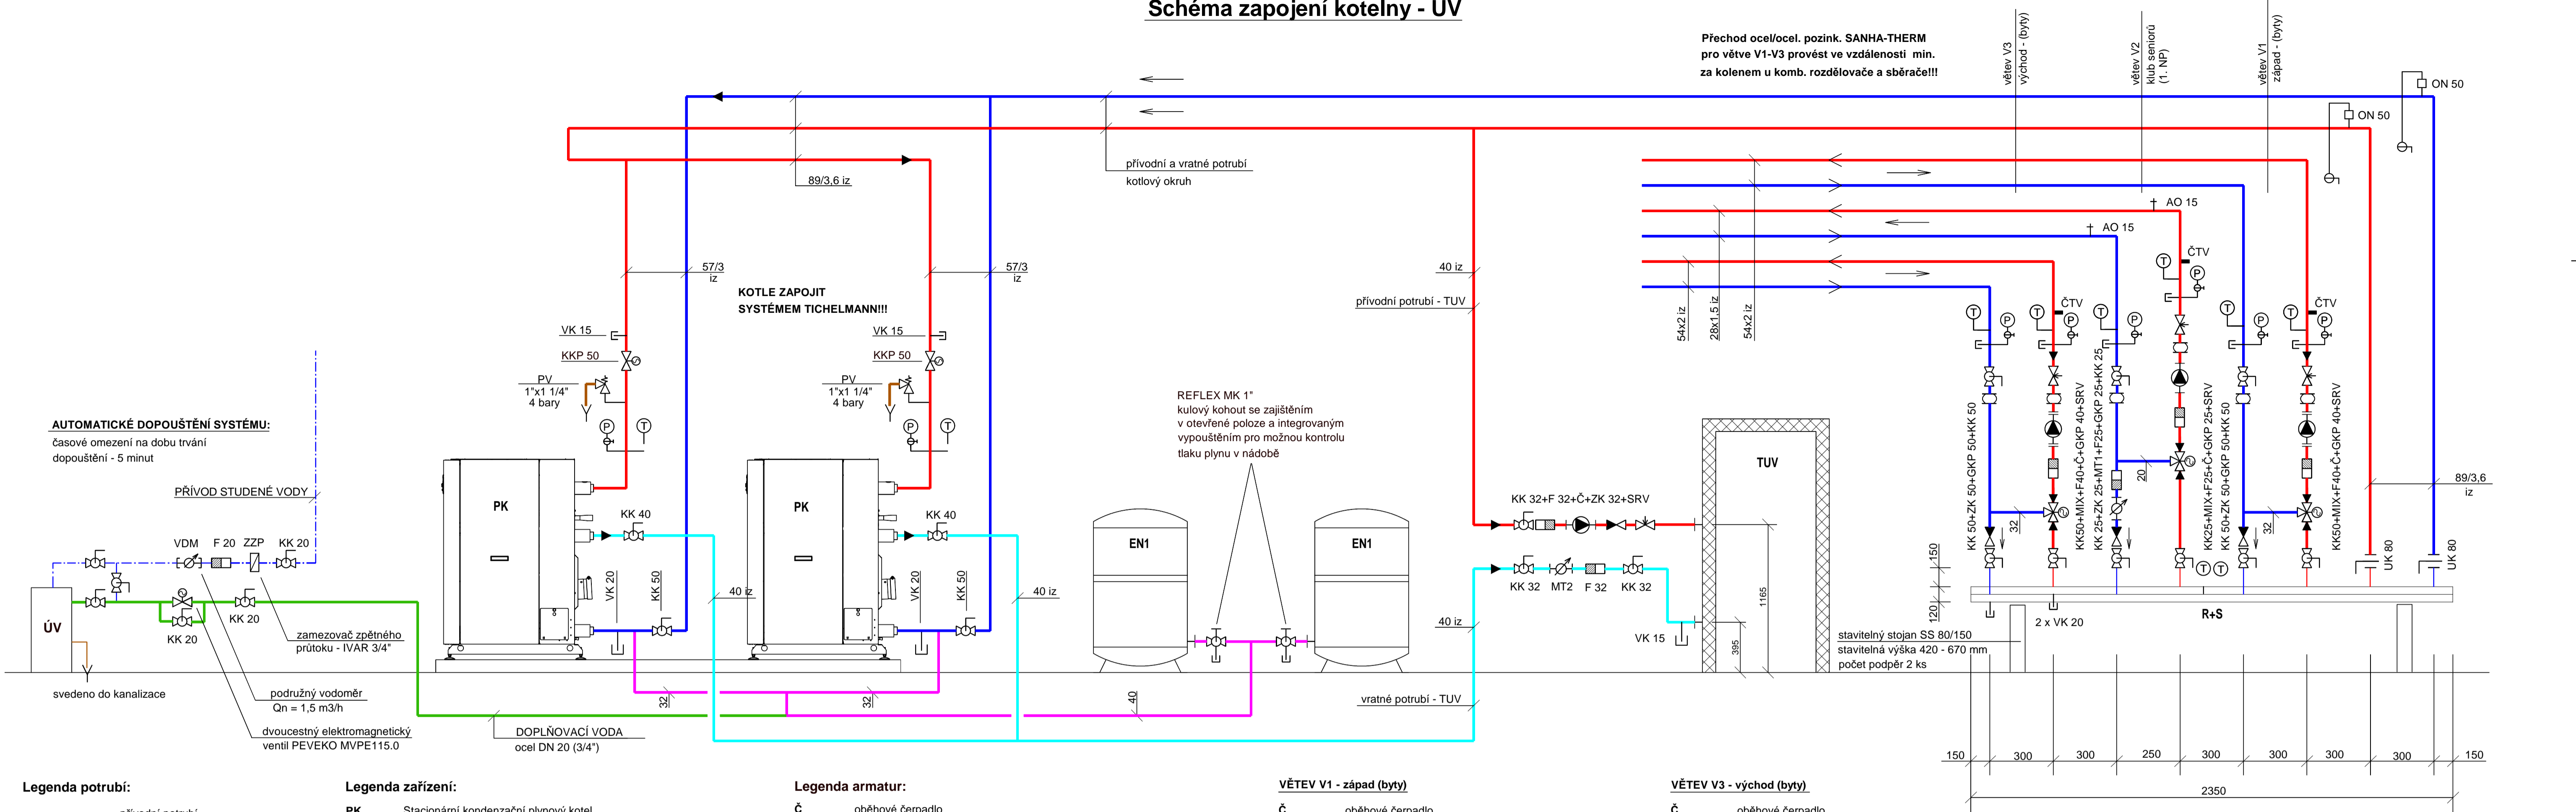 Schéma zapojení kotelny - ÚV
Přechod ocel/ocel. pozink. SANHA-THERM
pro větve V1-V3 provést ve vzdálenosti min.
za kolenem u komb. rozdělovače a sběrače!!!
větev V3
východ - (byty)
větev V2
klub seniorů
(1. NP)
větev V1
západ - (byty)
ON 50
ON 50
přívodní a vratné potrubí
kotlový okruh
89/3,6 iz
AO 15
AO 15
57/3
iz
57/3
iz
40 iz
přívodní potrubí - TUV
54x2 iz
28x1,5 iz
54x2 iz
KOTLE ZAPOJIT
SYSTÉMEM TICHELMANN!!!
VK 15
KKP 50
PV
1"x1 1/4"
4 bary
P
T
VK 15
KKP 50
PV
1"x1 1/4"
4 bary
P
T
T
P
T
ČTV
P
T
P
T
ČTV
P
T
P
T
ČTV
P
REFLEX MK 1"
kulový kohout se zajištěním
v otevřené poloze a integrovaným
vypouštěním pro možnou kontrolu
tlaku plynu v nádobě
AUTOMATICKÉ DOPOUŠTĚNÍ SYSTÉMU:
časové omezení na dobu trvání
dopouštění - 5 minut
PŘÍVOD STUDENÉ VODY
VDM
F 20
ZZP
KK 20
KK 20
KK 20
ÚV
svedeno do kanalizace
zamezovač zpětného
průtoku - IVAR 3/4"
podružný vodoměr
Qn = 1,5 m3/h
dvoucestný elektromagnetický
ventil PEVEKO MVPE115.0
DOPLŇOVACÍ VODA
ocel DN 20 (3/4")
PK
KK 40
VK 20
KK 50
40 iz
PK
KK 40
VK 20
KK 50
40 iz
32
32
40
EN1
EN1
TUV
KK 32+F 32+Č+ZK 32+SRV
KK 32
MT2
F 32
KK 32
40 iz
VK 15
vratné potrubí - TUV
1165
395
KK 50+ZK 50+GKP 50+KK 50
KK50+MIX+F40+Č+GKP 40+SRV
KK 25+ZK 25+MT1+F25+GKP 25+KK 25
KK25+MIX+F25+Č+GKP 25+SRV
KK 50+ZK 50+GKP 50+KK 50
KK50+MIX+F40+Č+GKP 40+SRV
32
20
32
89/3,6
iz
UK 80
UK 80
T
T
150
120
R+S
2 x VK 20
stavitelný stojan SS 80/150
stavitelná výška 420 - 670 mm
počet podpěr 2 ks
150
300
300
250
300
300
300
300
150
2350
Legenda potrubí:
přívodní potrubí
Legenda zařízení:
PK
Stacionární kondenzační plynový kotel
Legenda armatur:
Č
oběhové čerpadlo
VĚTEV V1 - západ (byty)
Č
oběhové čerpadlo
VĚTEV V3 - východ (byty)
Č
oběhové čerpadlo